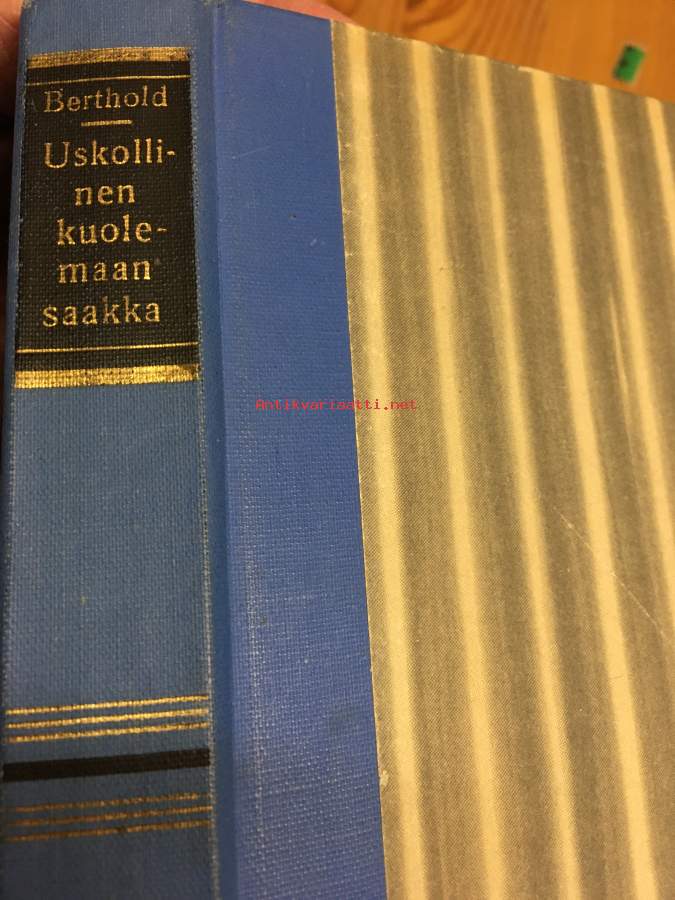 Berthold
Uskolli-
nen
kuole-
maan
saakka
Antikvariaatti.net